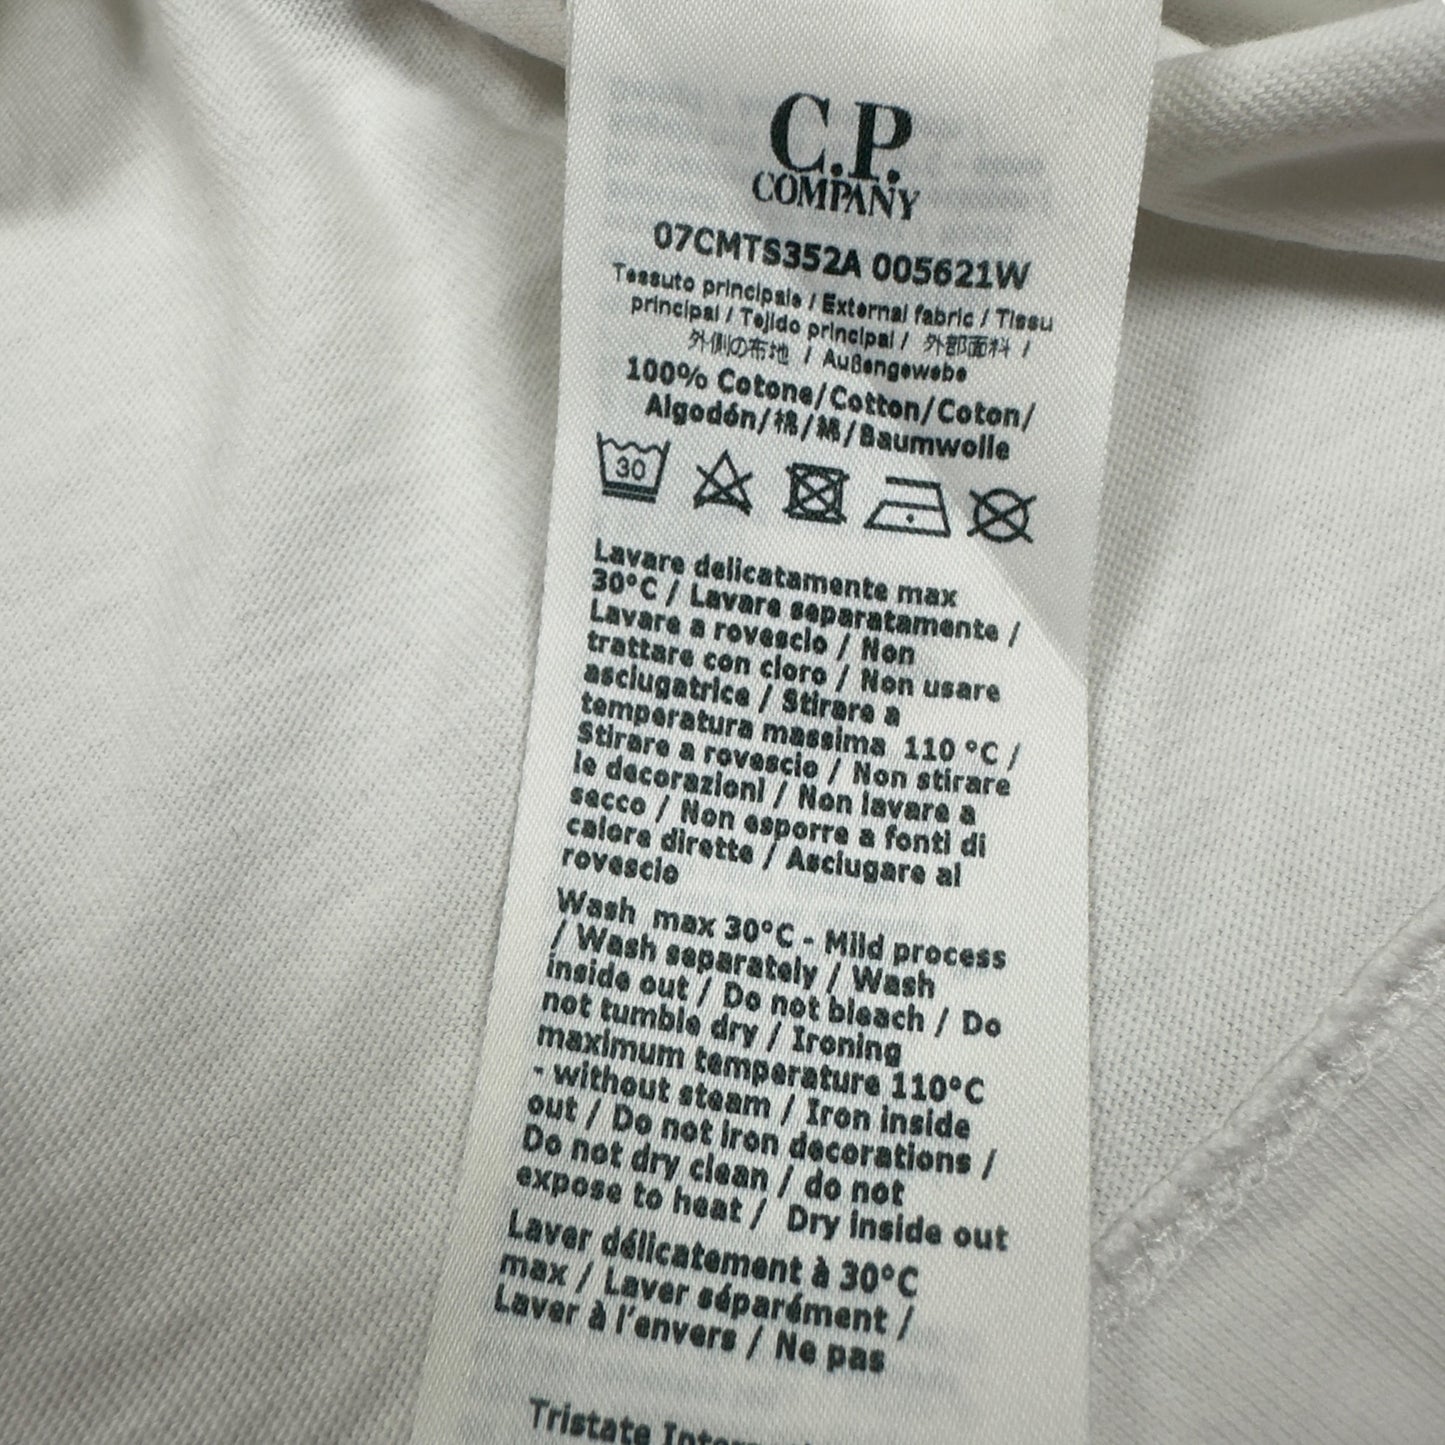 C.P.
COMPANY
07CMTS352A 005621W
Tessuto principale / External fabric / Tissu
principal / Tejido principal / 外部面料 /
外側の布地 / Außengewebe
100% Cotone/Cotton/Coton/
Algodón/棉/綿/Baumwolle
30
Lavare delicatamente max
30°C / Lavare separatamente /
Lavare a rovescio / Non
trattare con cloro / Non usare
asciugatrice / Stirare a
temperatura massima 110 °C /
Stirare a rovescio / Non stirare
le decorazioni / Non lavare a
secco / Non esporre a fonti di
calore dirette / Asciugare al
rovescio
Wash max 30°C - Mild process
/ Wash separately / Wash
inside out / Do not bleach / Do
not tumble dry / Ironing
maximum temperature 110°C
- without steam / Iron inside
out / Do not iron decorations /
Do not dry clean / do not
expose to heat / Dry inside out
Laver délicatement à 30°C
max / Laver séparément /
Laver à l'envers / Ne pas
Tristate